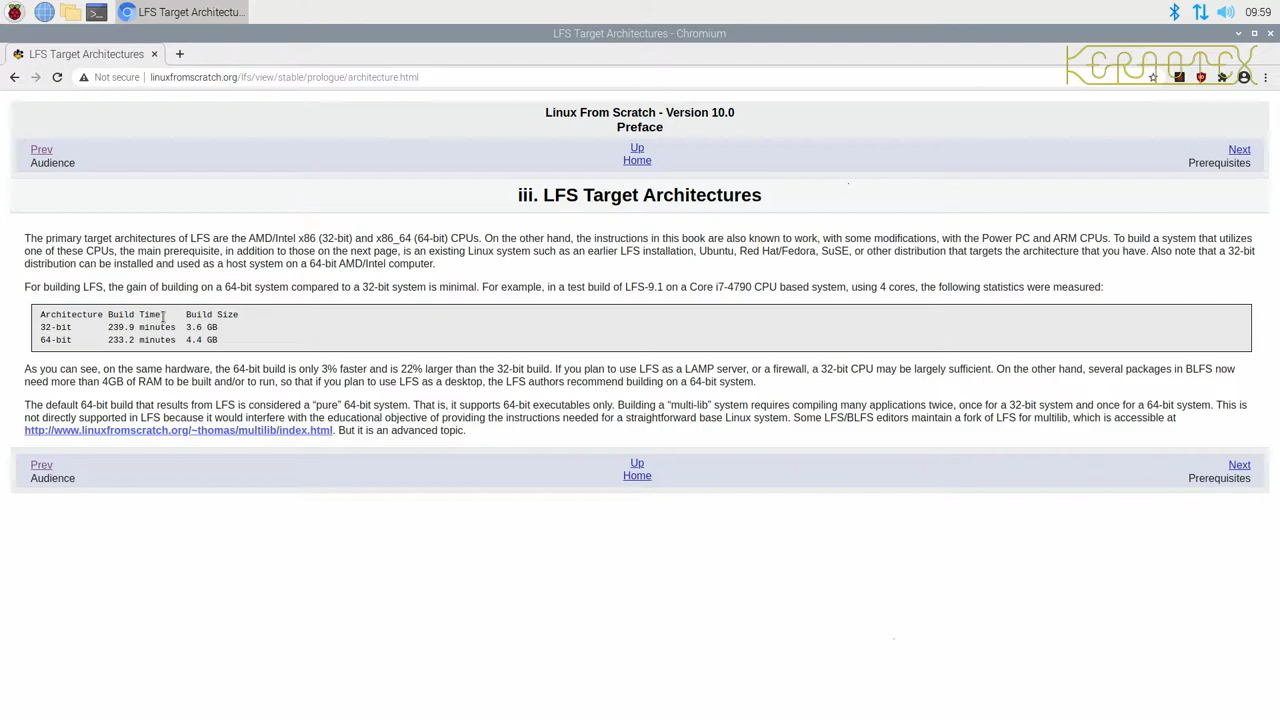 LFS Target Architectu...
09:59
LFS Target Architectures - Chromium
LFS Target Architectures
KERNOTEX
Not secure | linuxfromscratch.org/lfs/view/stable/prologue/architecture.html
Linux From Scratch - Version 10.0
Preface
Prev
Up
Next
Audience
Home
Prerequisites
iii. LFS Target Architectures
The primary target architectures of LFS are the AMD/Intel x86 (32-bit) and x86_64 (64-bit) CPUs. On the other hand, the instructions in this book are also known to work, with some modifications, with the Power PC and ARM CPUs. To build a system that utilizes
one of these CPUs, the main prerequisite, in addition to those on the next page, is an existing Linux system such as an earlier LFS installation, Ubuntu, Red Hat/Fedora, SuSE, or other distribution that targets the architecture that you have. Also note that a 32-bit
distribution can be installed and used as a host system on a 64-bit AMD/Intel computer.
For building LFS, the gain of building on a 64-bit system compared to a 32-bit system is minimal. For example, in a test build of LFS-9.1 on a Core i7-4790 CPU based system, using 4 cores, the following statistics were measured:
Architecture Build Time Build Size
32-bit 239.9 minutes 3.6 GB
64-bit 233.2 minutes 4.4 GB
As you can see, on the same hardware, the 64-bit build is only 3% faster and is 22% larger than the 32-bit build. If you plan to use LFS as a LAMP server, or a firewall, a 32-bit CPU may be largely sufficient. On the other hand, several packages in BLFS now
need more than 4GB of RAM to be built and/or to run, so that if you plan to use LFS as a desktop, the LFS authors recommend building on a 64-bit system.
The default 64-bit build that results from LFS is considered a “pure” 64-bit system. That is, it supports 64-bit executables only. Building a “multi-lib” system requires compiling many applications twice, once for a 32-bit system and once for a 64-bit system. This is
not directly supported in LFS because it would interfere with the educational objective of providing the instructions needed for a straightforward base Linux system. Some LFS/BLFS editors maintain a fork of LFS for multilib, which is accessible at
http://www.linuxfromscratch.org/~thomas/multilib/index.html. But it is an advanced topic.
Prev
Up
Next
Audience
Home
Prerequisites